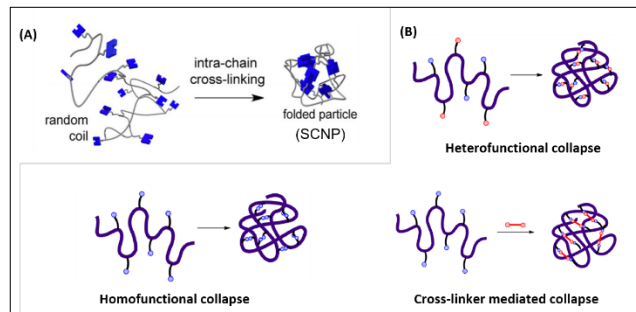 (A)
random
coil
intra-chain
cross-linking
folded particle
(SCNP)
(B)
Heterofunctional collapse
Homofunctional collapse
Cross-linker mediated collapse